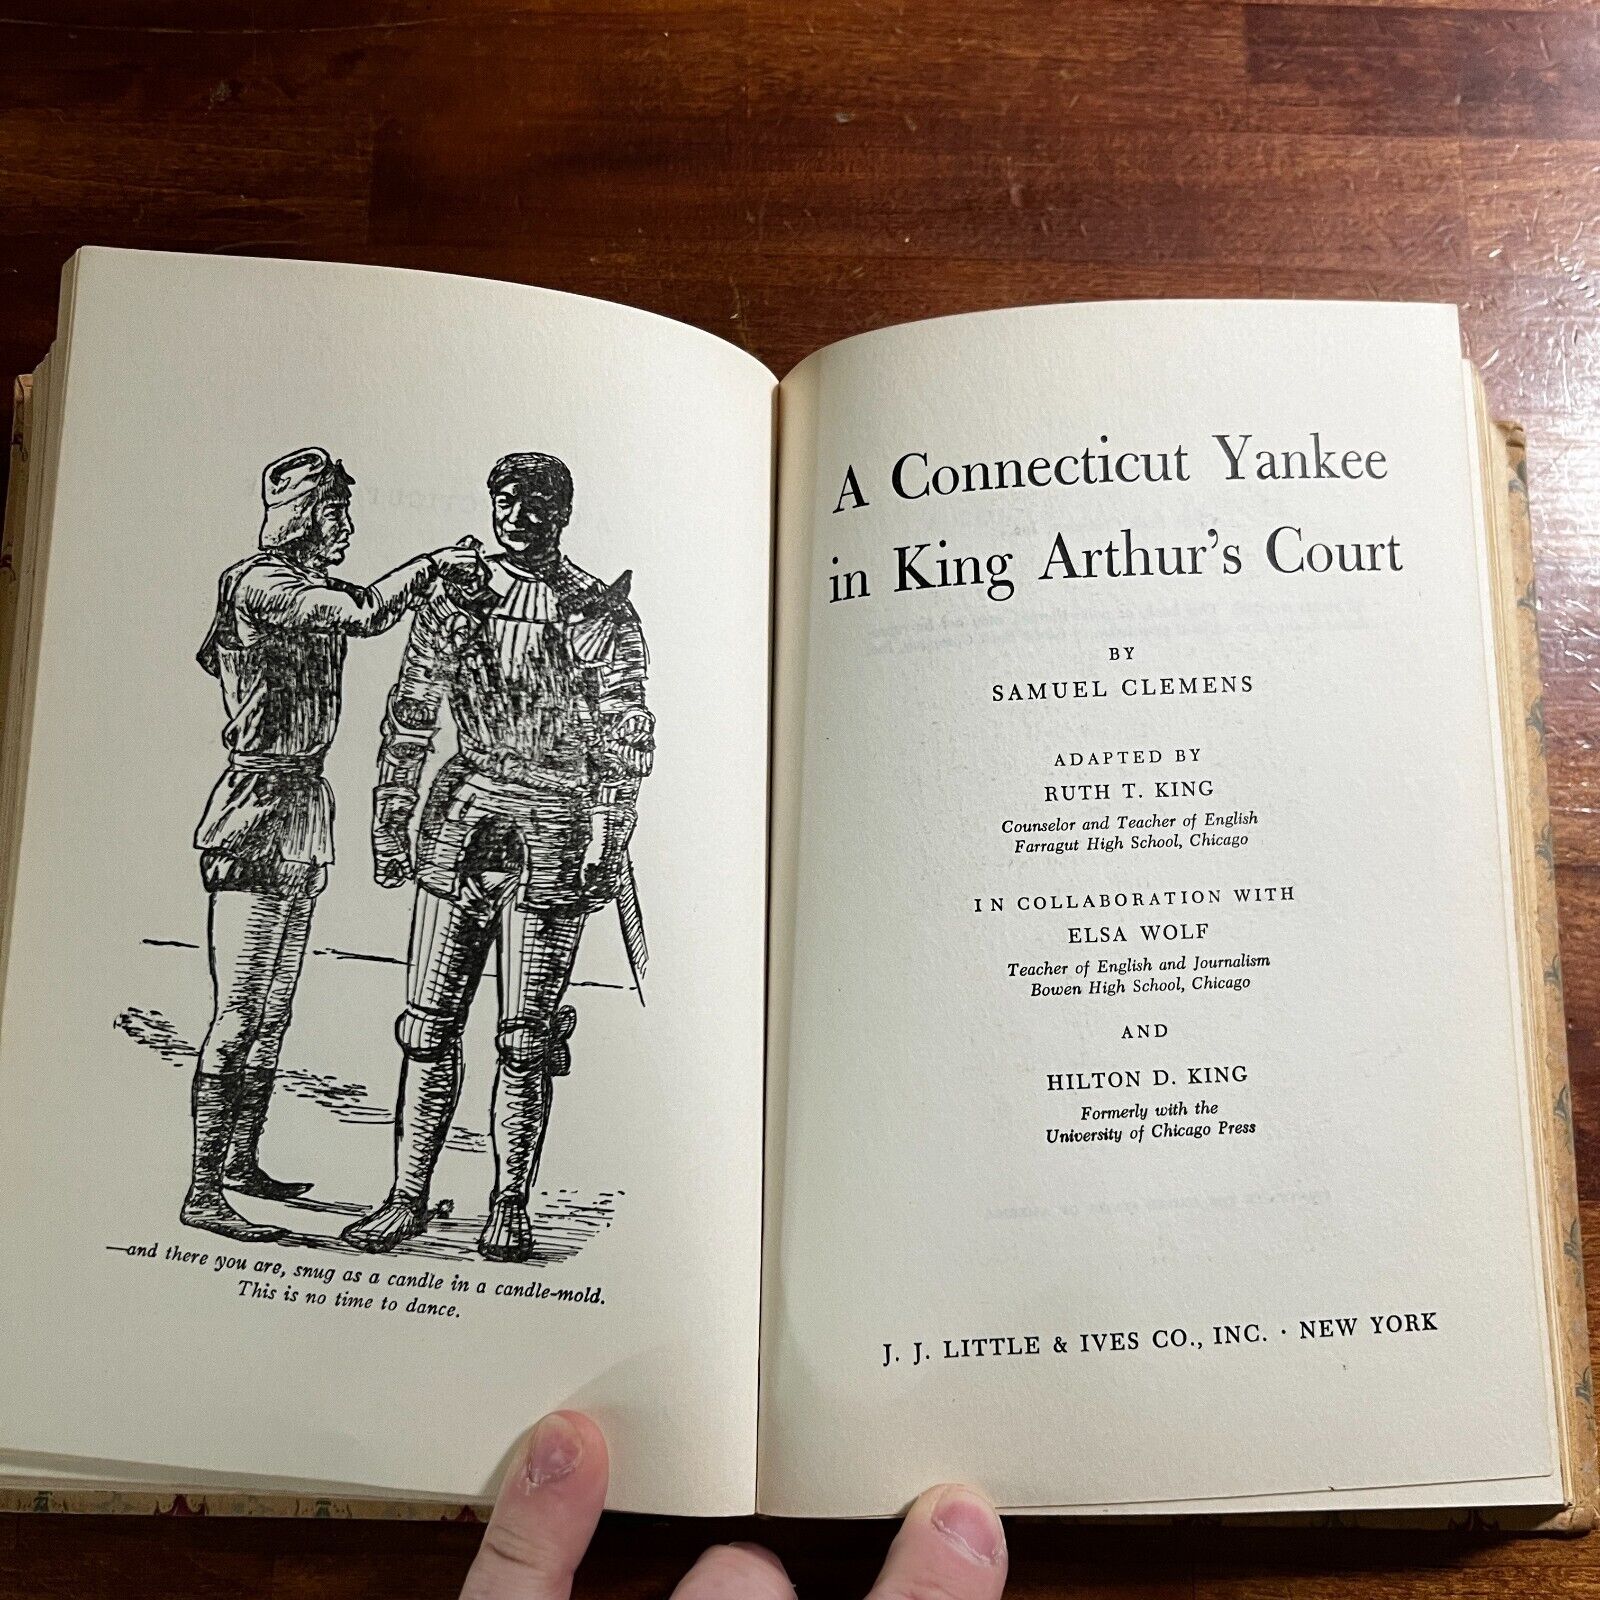 —and there you are, snug as a candle in a candle-mold.
This is no time to dance.
A Connecticut Yankee
in King Arthur's Court
BY
SAMUEL CLEMENS
ADAPTED BY
RUTH T. KING
Counselor and Teacher of English
Farragut High School, Chicago
IN COLLABORATION WITH
ELSA WOLF
Teacher of English and Journalism
Bowen High School, Chicago
AND
HILTON D. KING
Formerly with the
University of Chicago Press
J. J. LITTLE & IVES CO., INC. · NEW YORK